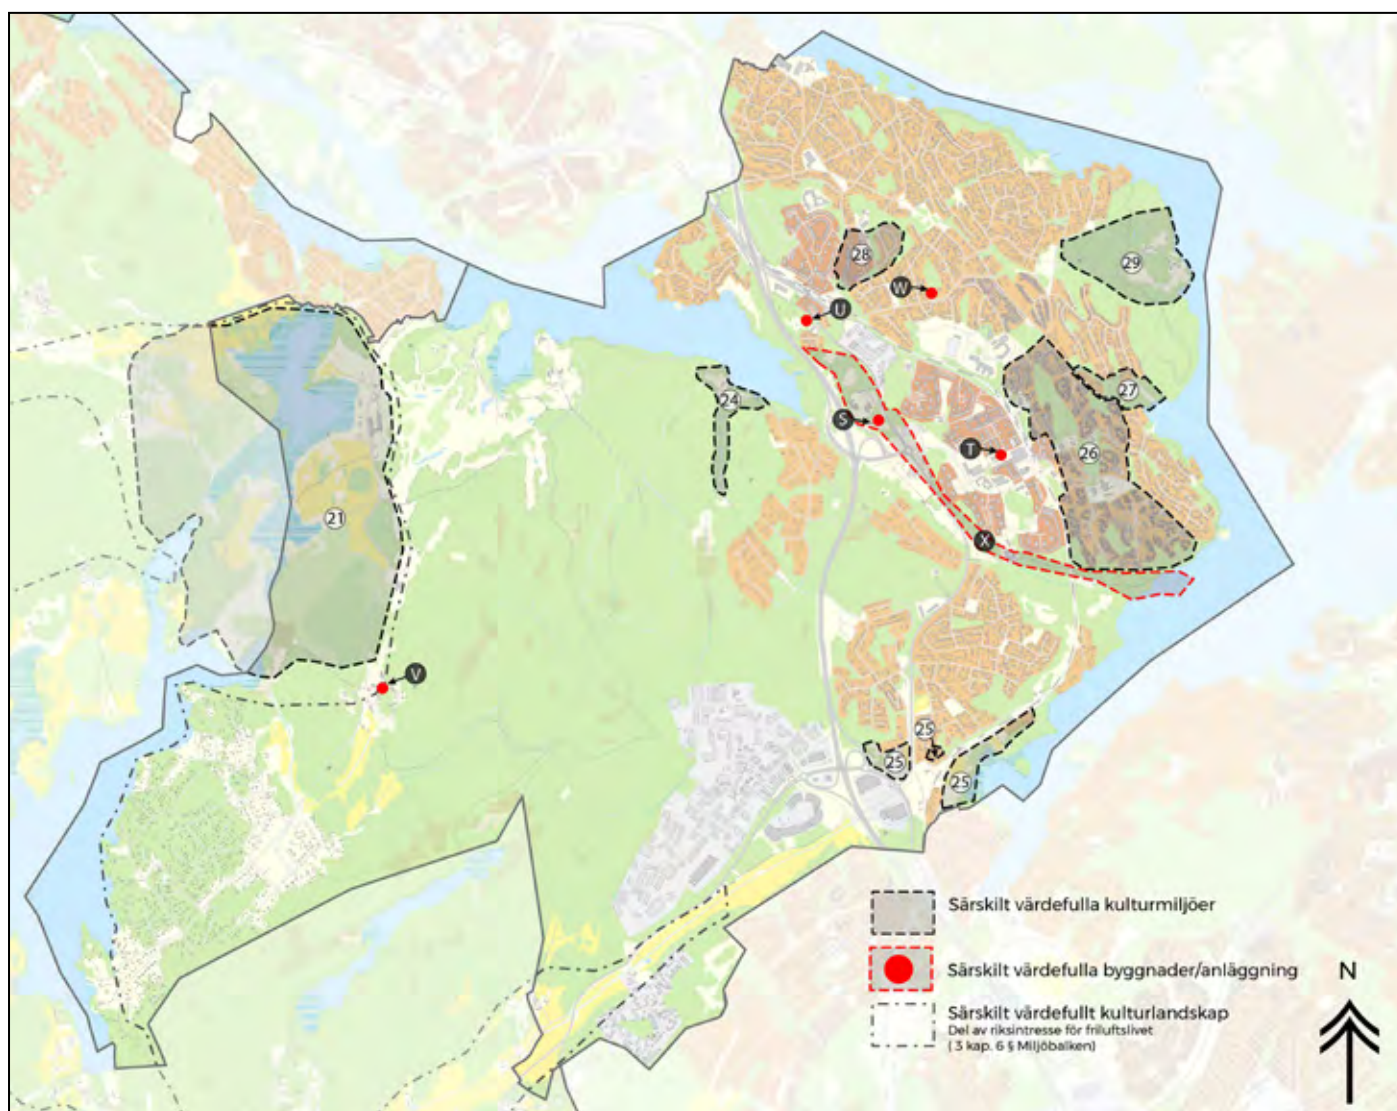 28
29
W
U
27
24
S
26
T
21
X
V
25
25
25
Särskilt värdefulla kulturmiljöer
Särskilt värdefulla byggnader/anläggning
N
Särskilt värdefullt kulturlandskap
Del av riksintresse för friluftslivet
( 3 kap. 6 § Miljöbalken)